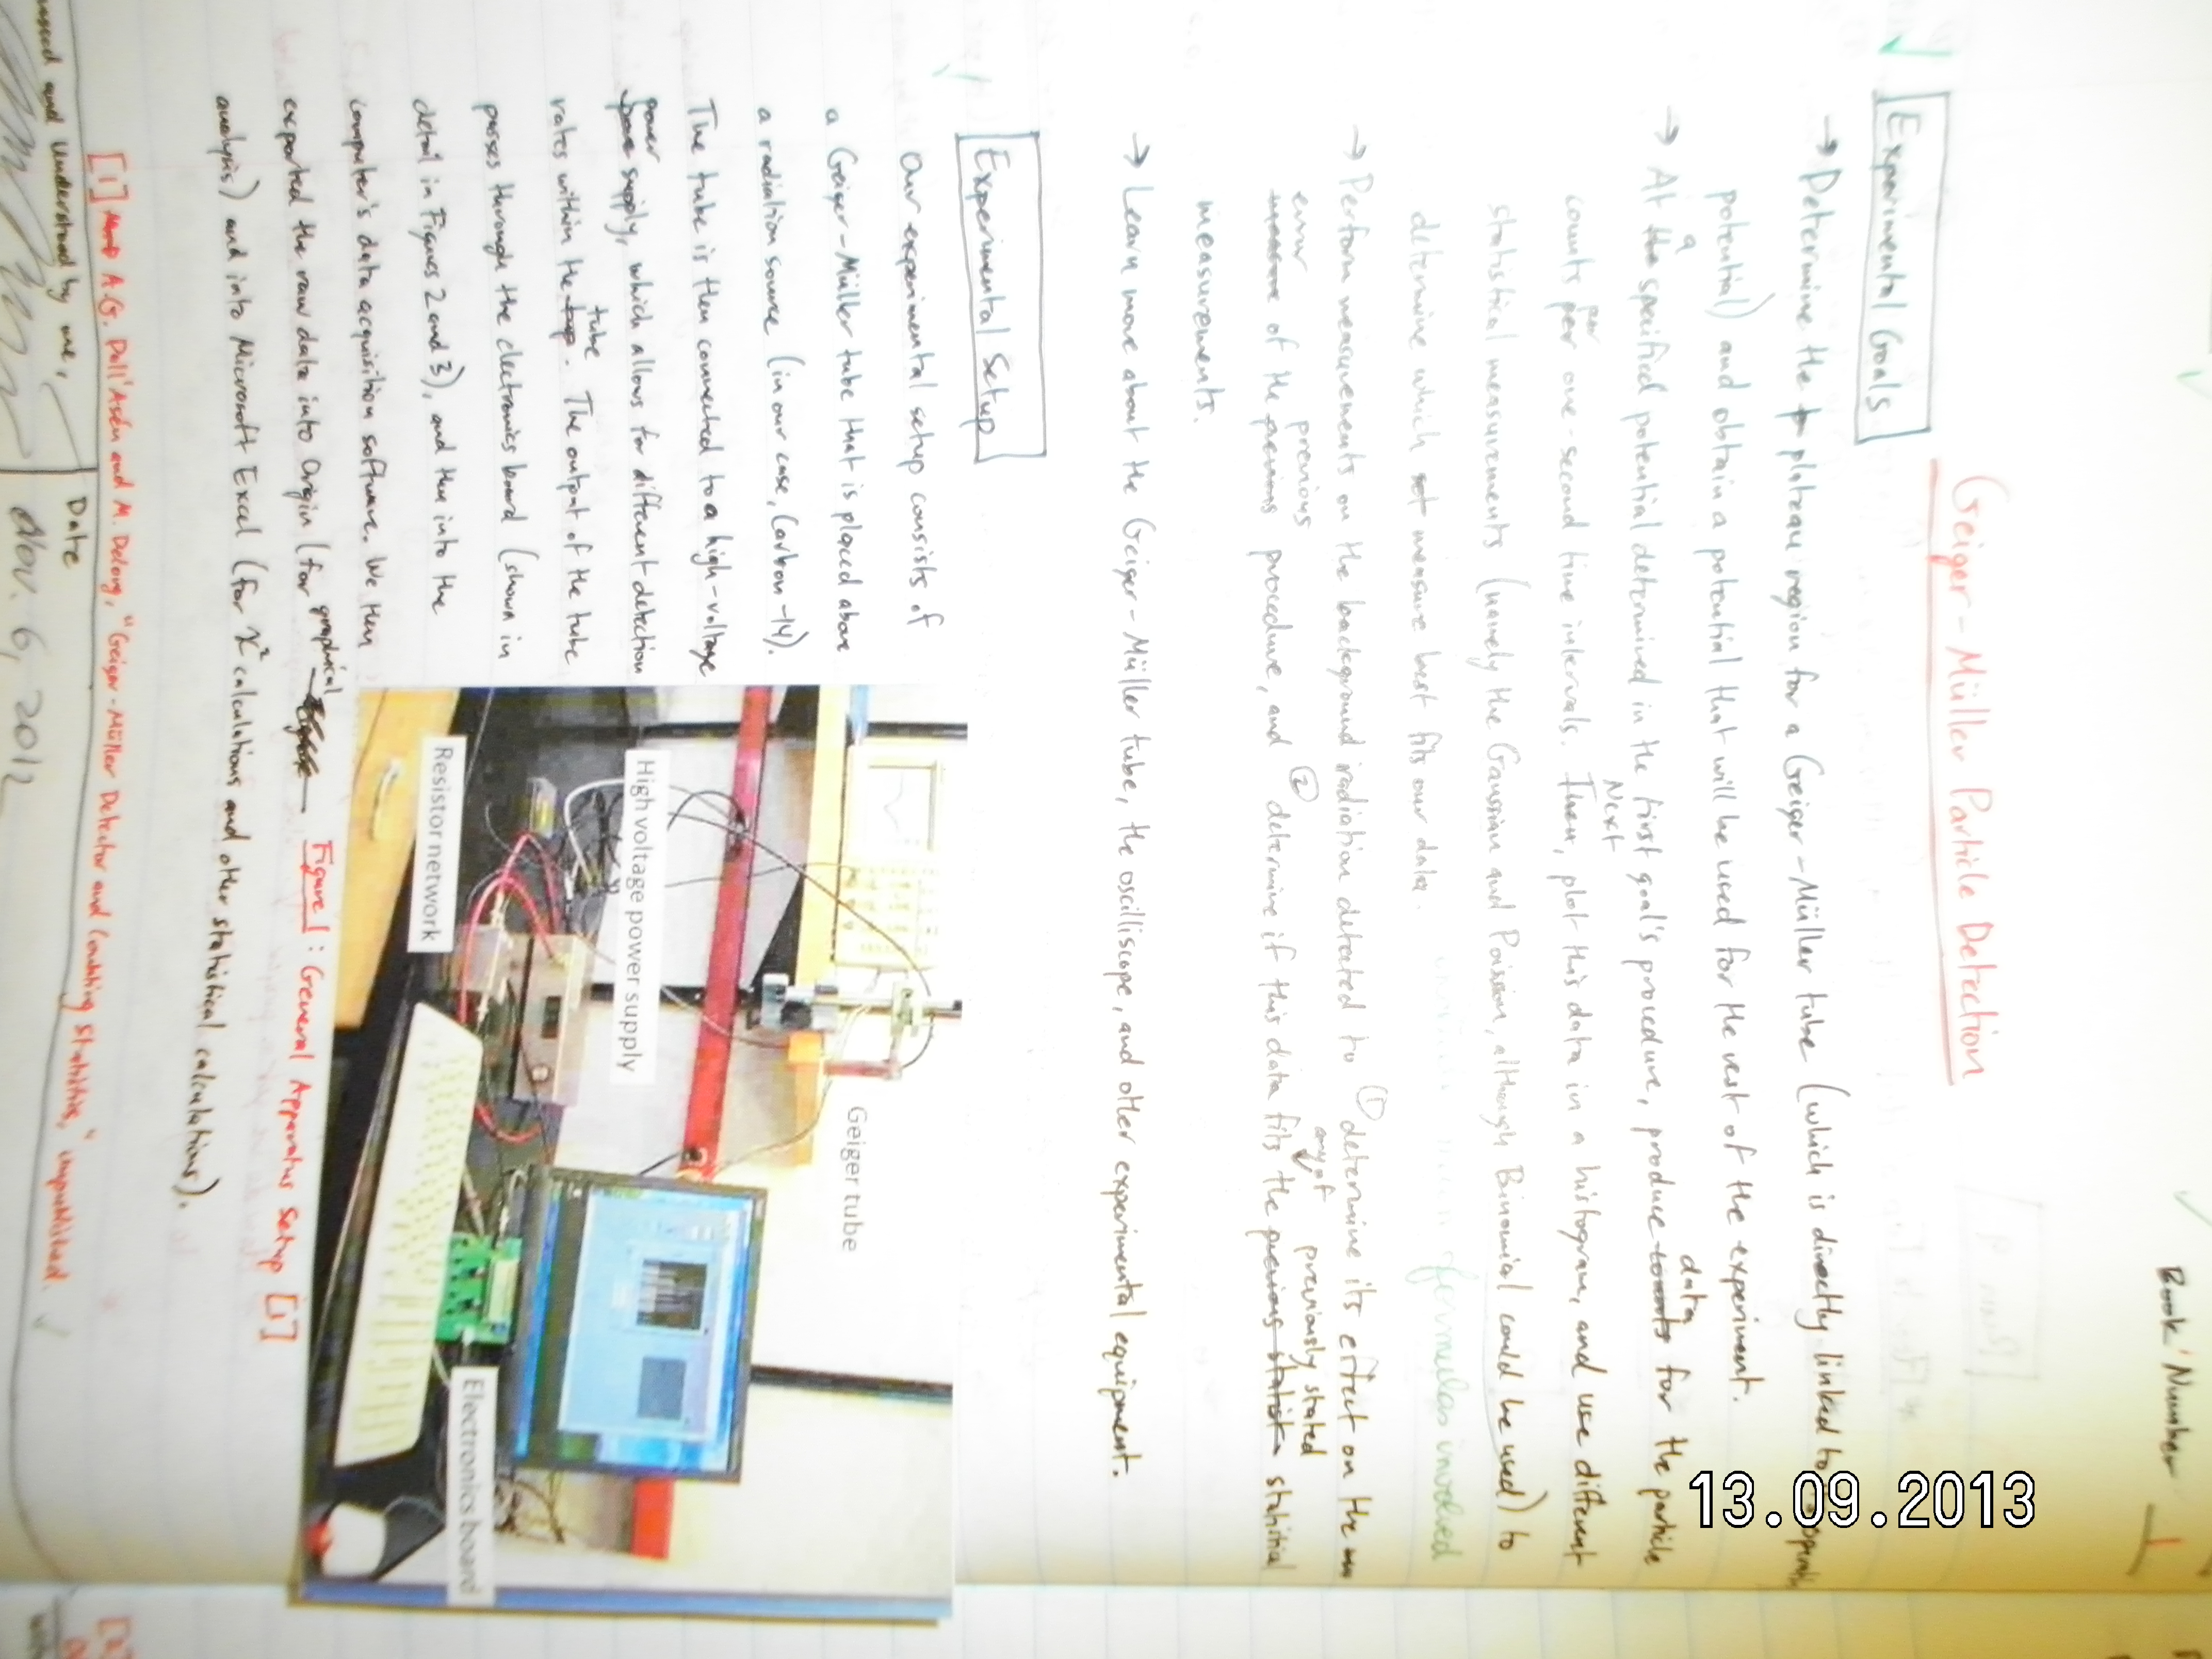 Book Number 1
Geiger-Müller Particle Detection
Experimental Goals
→ Determine the plateau region for a Geiger-Müller tube (which is directly linked to
potential) and obtain a potential that will be used for the rest of the experiment.
→ At the a specified potential determined in the first goal's procedure, produce counts data for the particle
counts per per one-second time intervals. Then, Next plot this data in a histogram, and use different
statistical measurements (namely the Gaussian and Poission, although Binomial could be used) to
determine which set measure best fits our data.
formulas involved
→ Perform measurements on the background radiation detected to ① determine its effect on the
error of the previous previous procedure, and ② determine if this data fits the any of previously stated previous statist statistical
measurements.
→ Learn more about the Geiger-Müller tube, the oscilliscope, and other experimental equipment.
Experimental Setup
Our experimental setup consists of
a Geiger-Müller tube that is placed above
a radiation source (in our case, Carbon-14).
The tube is then connected to a high-voltage
power supply, which allows for different detection
rates within the tube. The output of the tube
passes through the electronics board (shown in
detail in Figures 2 and 3), and then into the
computer's data acquisition software. We then
exported the raw data into Origin (for graphical
analysis) and into Microsoft Excel (for χ² calculations and other statistical calculations).
Geiger tube
High voltage power supply
Resistor network
Electronics board
Figure 1: General Apparatus Setup [1]
[1] A.G. Dall'Asén and M. Delong, "Geiger-Müller Detector and Counting Statistics," unpublished.
and Understood by me,
Date
Nov. 6, 2012
13.09.2013